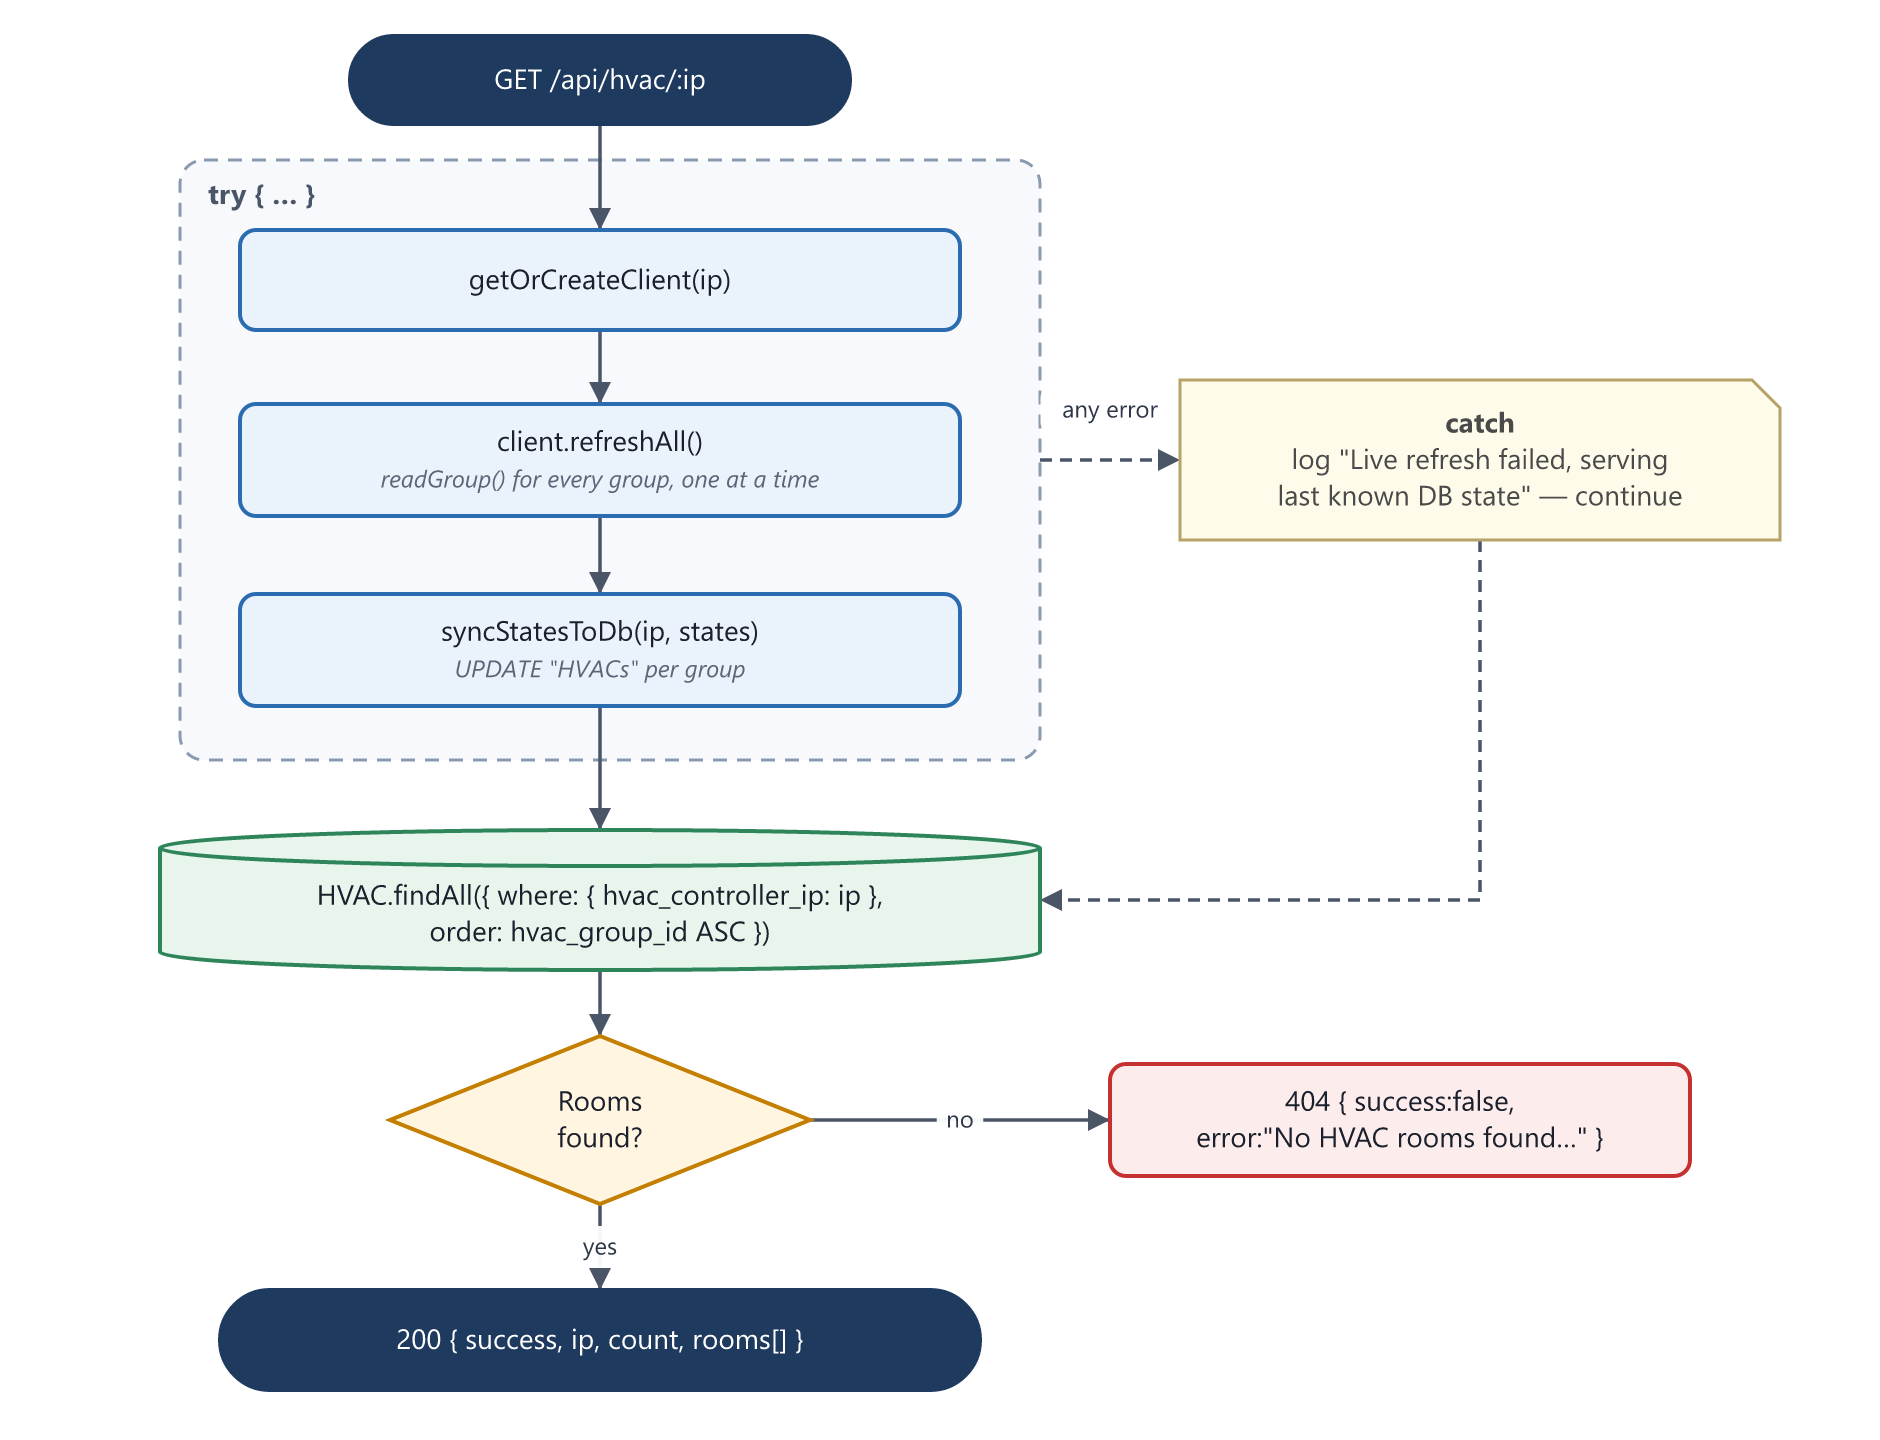 GET /api/hvac/:ip
try { ... }
getOrCreateClient(ip)
client.refreshAll()
readGroup() for every group, one at a time
any error
catch
log "Live refresh failed, serving
last known DB state" — continue
syncStatesToDb(ip, states)
UPDATE "HVACs" per group
HVAC.findAll({ where: { hvac_controller_ip: ip },
order: hvac_group_id ASC })
Rooms
found?
no
404 { success:false,
error:"No HVAC rooms found..." }
yes
200 { success, ip, count, rooms[] }